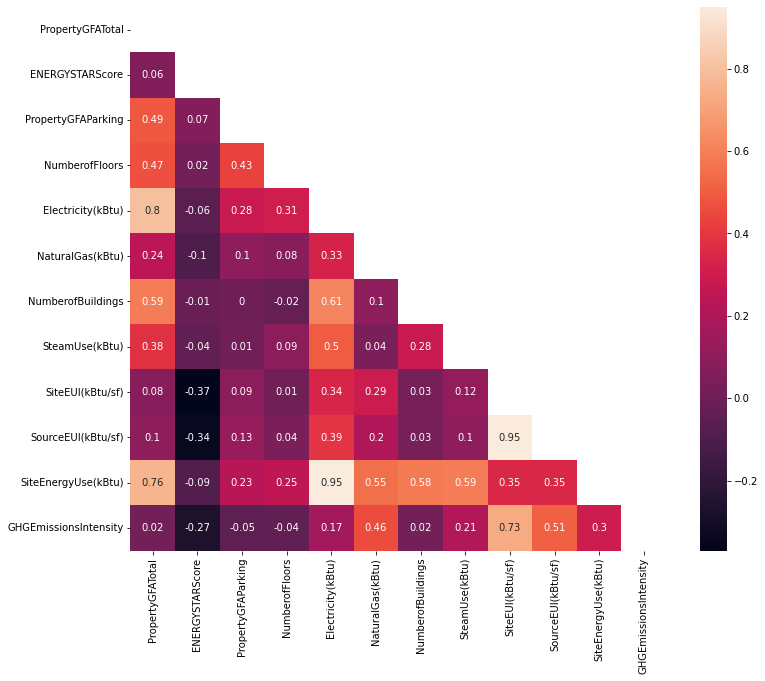 PropertyGFATotal
ENERGYSTARScore 0.06
PropertyGFAParking 0.49 0.07
NumberofFloors 0.47 0.02 0.43
Electricity(kBtu) 0.8 -0.06 0.28 0.31
NaturalGas(kBtu) 0.24 -0.1 0.1 0.08 0.33
NumberofBuildings 0.59 -0.01 0 -0.02 0.61 0.1
SteamUse(kBtu) 0.38 -0.04 0.01 0.09 0.5 0.04 0.28
SiteEUI(kBtu/sf) 0.08 -0.37 0.09 0.01 0.34 0.29 0.03 0.12
SourceEUI(kBtu/sf) 0.1 -0.34 0.13 0.04 0.39 0.2 0.03 0.1 0.95
SiteEnergyUse(kBtu) 0.76 -0.09 0.23 0.25 0.95 0.55 0.58 0.59 0.35 0.35
GHGEmissionsIntensity 0.02 -0.27 -0.05 -0.04 0.17 0.46 0.02 0.21 0.73 0.51 0.3
PropertyGFATotal
ENERGYSTARScore
PropertyGFAParking
NumberofFloors
Electricity(kBtu)
NaturalGas(kBtu)
NumberofBuildings
SteamUse(kBtu)
SiteEUI(kBtu/sf)
SourceEUI(kBtu/sf)
SiteEnergyUse(kBtu)
GHGEmissionsIntensity
0.8
0.6
0.4
0.2
0.0
−0.2